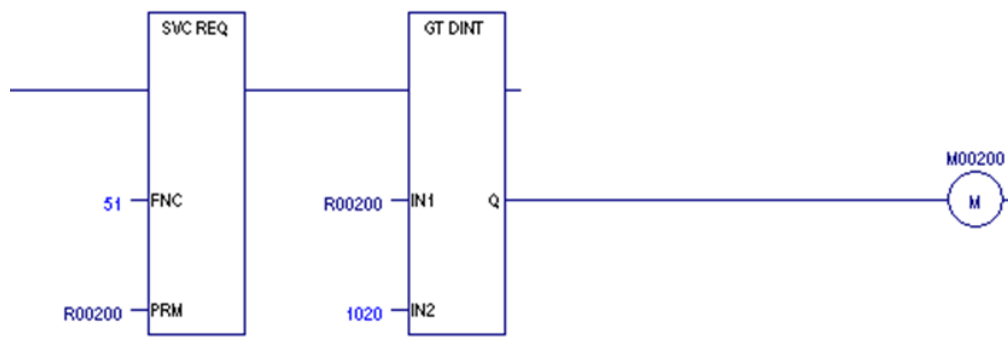 SVC REQ
GT DINT
M00200
M
51
FNC
R00200
IN1
Q
R00200
PRM
1020
IN2